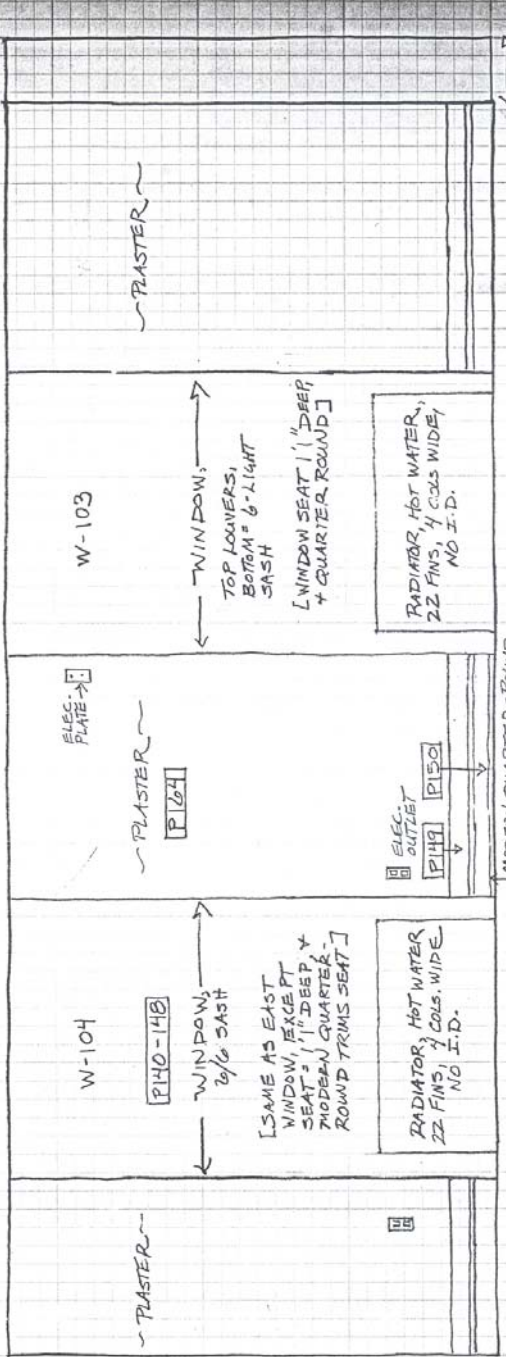 ~PLASTER~
W-104
P140-148
WINDOW,
6/6 SASH
[SAME AS EAST
WINDOW, EXCEPT
SEAT = 1'1" DEEP, +
MODERN QUARTER-
ROUND TRIMS SEAT]
RADIATOR, HOT WATER
22 FINS, 4 COLS. WIDE
NO I.D.
ELEC.
PLATE→
~PLASTER~
P164
ELEC.
OUTLET
P149
P150
W-103
WINDOW,
TOP LOUVERS,
BOTTOM = 6-LIGHT
SASH
[WINDOW SEAT 1'1" DEEP,
+ QUARTER ROUND]
RADIATOR, HOT WATER,
22 FINS, 4 COLS WIDE,
NO I.D.
~PLASTER~